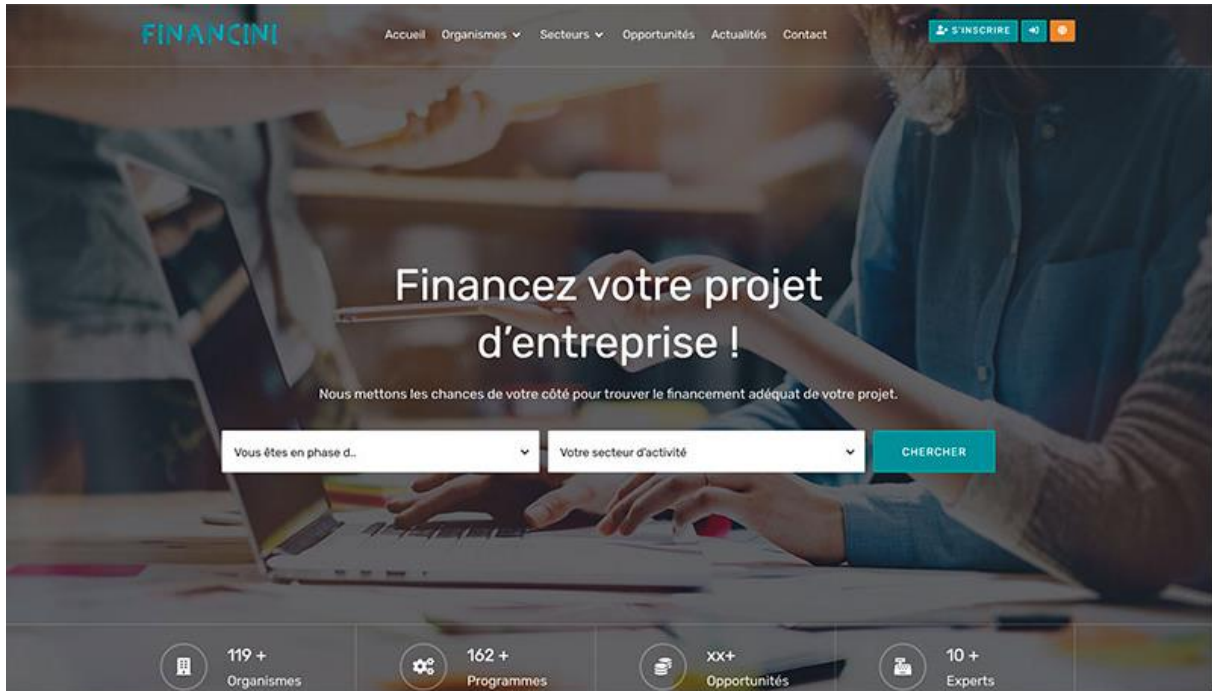 FINANCINI
Accueil Organismes Secteurs Opportunités Actualités Contact
S'INSCRIRE
Financez votre projet
d'entreprise !
Nous mettons les chances de votre côté pour trouver le financement adéquat de votre projet.
Vous êtes en phase d..
Votre secteur d'activité
CHERCHER
119 +
Organismes
162 +
Programmes
xx+
Opportunités
10 +
Experts